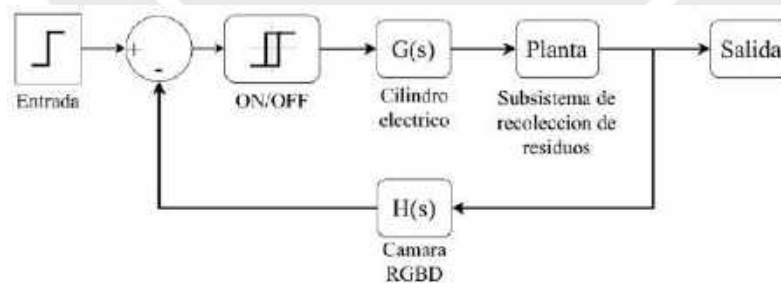 Entrada
+
-
ON/OFF
G(s)
Cilindro
electrico
Planta
Subsistema de
recoleccion de
residuos
Salida
H(s)
Camara
RGBD